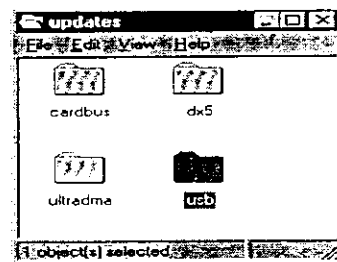 updates
File Edit View Help
cardbus dx5
ultradma usb
1 object(s) selected